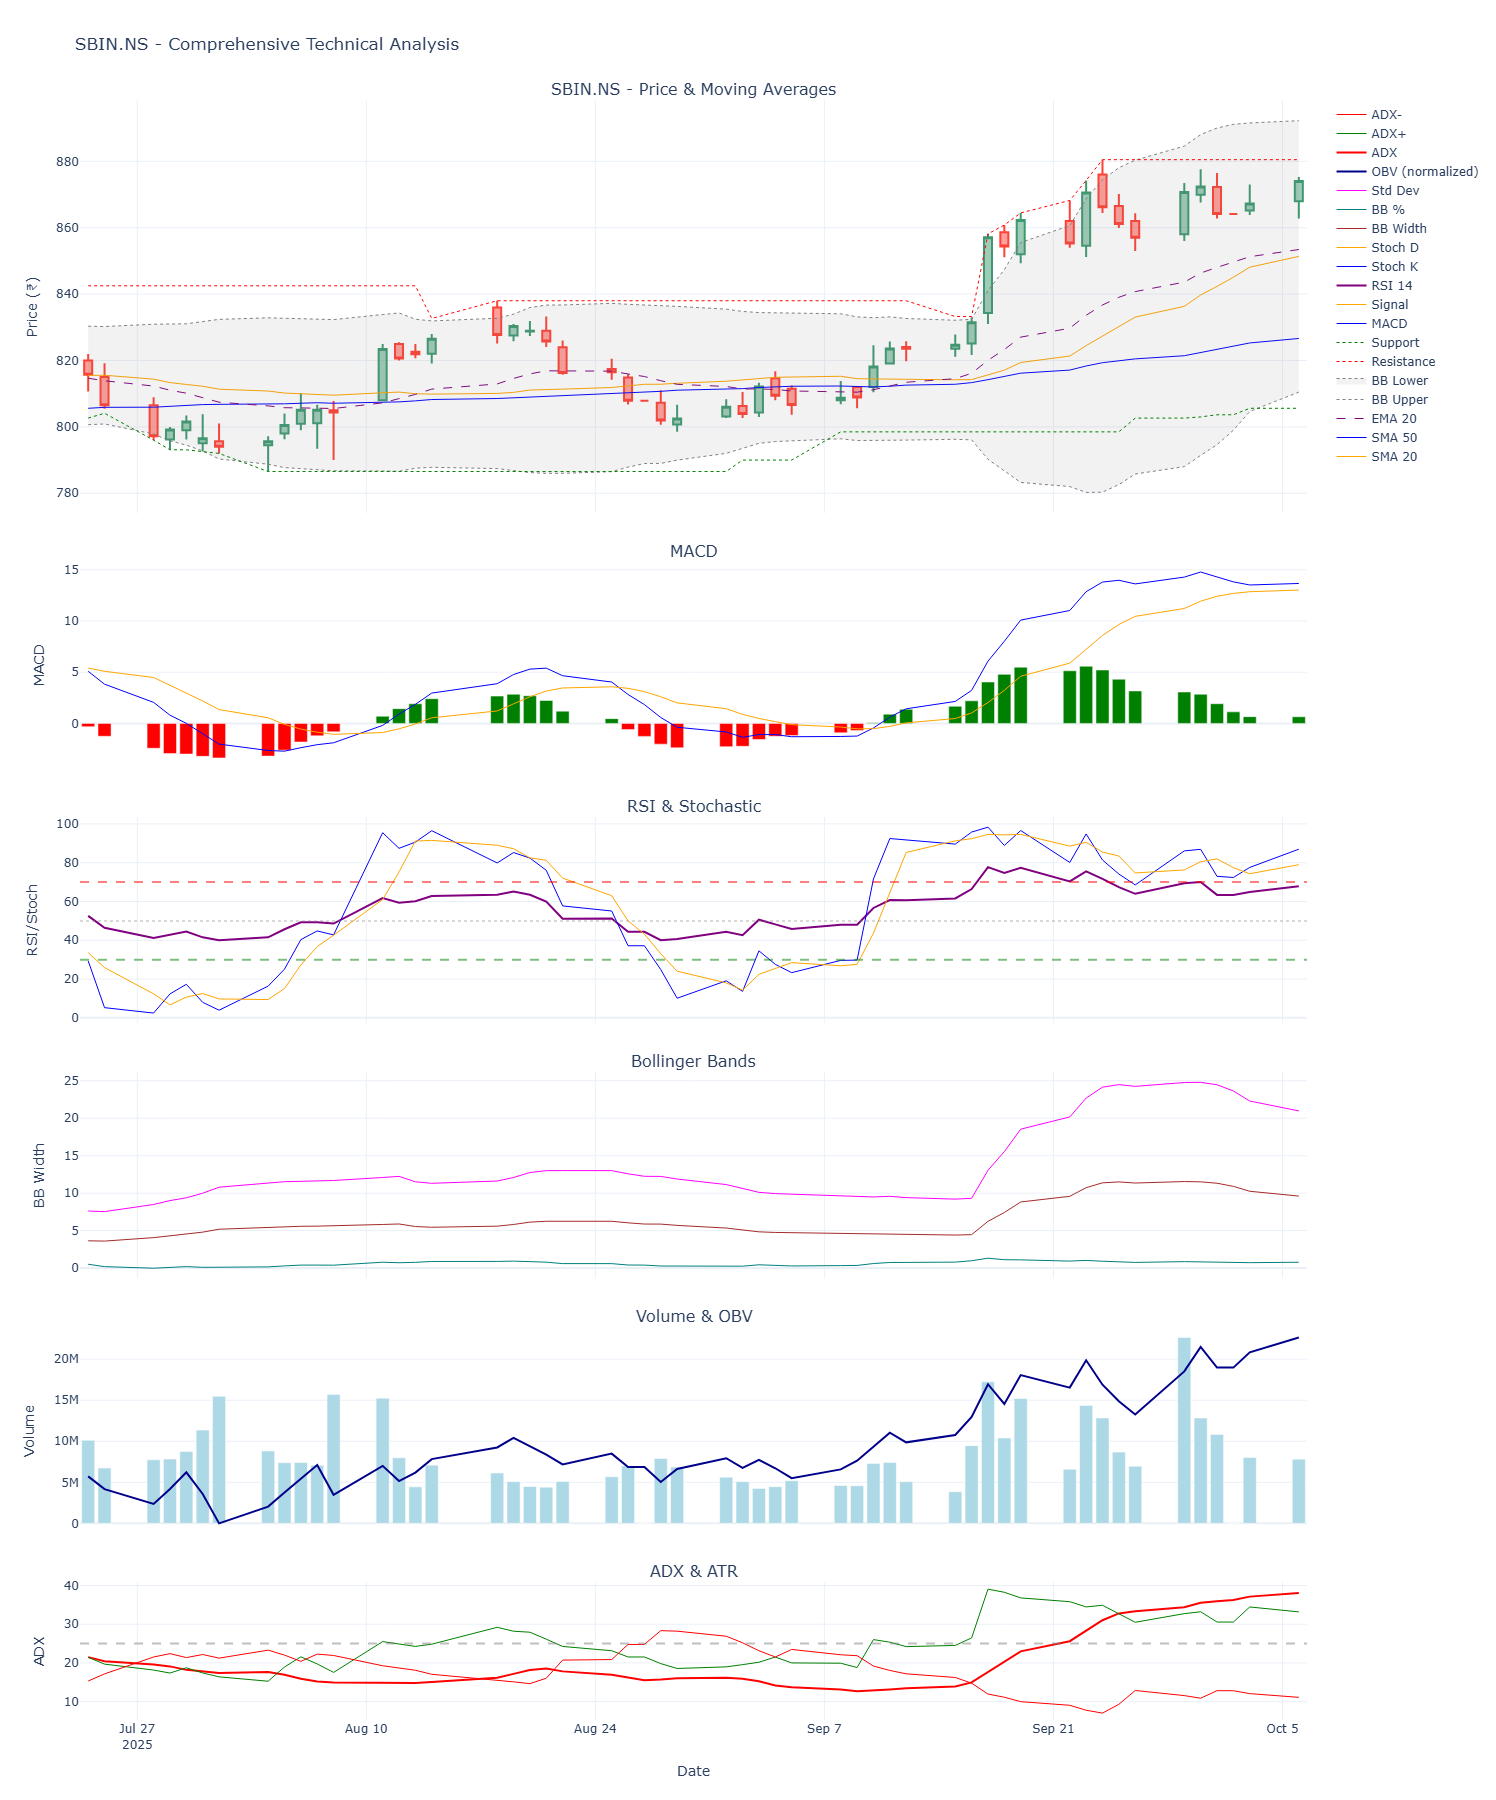 SBIN.NS - Comprehensive Technical Analysis
SBIN.NS - Price & Moving Averages
Price (₹)
880
860
840
820
800
780
ADX-
ADX+
ADX
OBV (normalized)
Std Dev
BB %
BB Width
Stoch D
Stoch K
RSI 14
Signal
MACD
Support
Resistance
BB Lower
BB Upper
EMA 20
SMA 50
SMA 20
MACD
MACD
15
10
5
0
RSI & Stochastic
RSI/Stoch
100
80
60
40
20
0
Bollinger Bands
BB Width
25
20
15
10
5
0
Volume & OBV
Volume
20M
15M
10M
5M
0
ADX & ATR
ADX
40
30
20
10
Jul 27
2025
Aug 10
Aug 24
Sep 7
Sep 21
Oct 5
Date